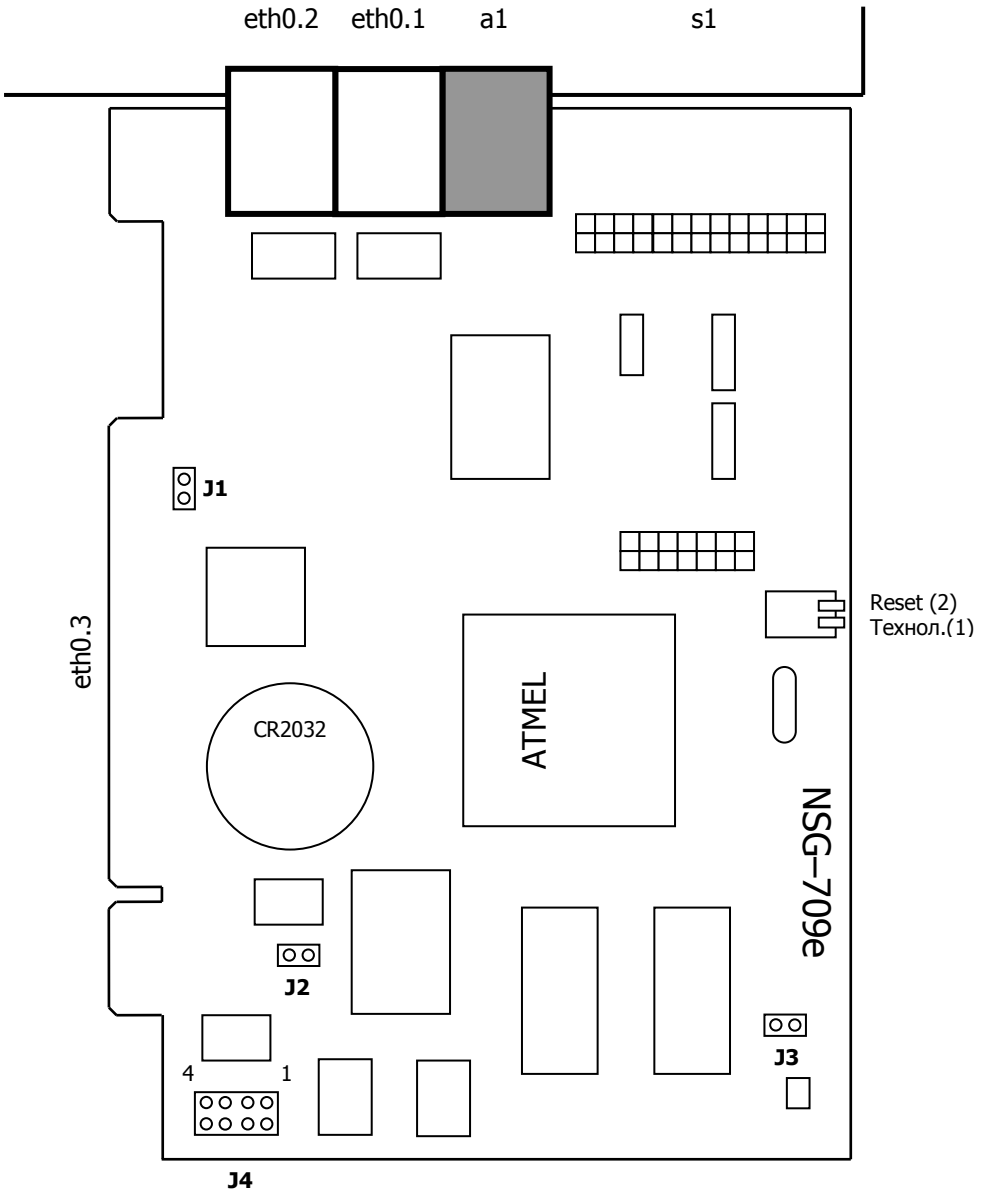 eth0.2 eth0.1 a1 s1
J1
Reset (2)
Технол.(1)
eth0.3
CR2032
ATMEL
NSG–709e
J2
J3
4 1
J4